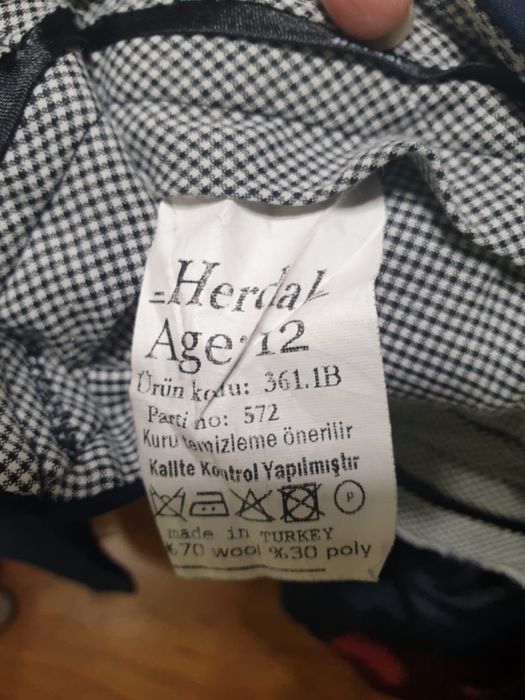 Herdal
Age: 12
Ürün kodu: 361.1B
Parti no: 572
Kuru temizleme önerilir
Kalite Kontrol Yapılmıştır
P
made in TURKEY
%70 wool %30 poly